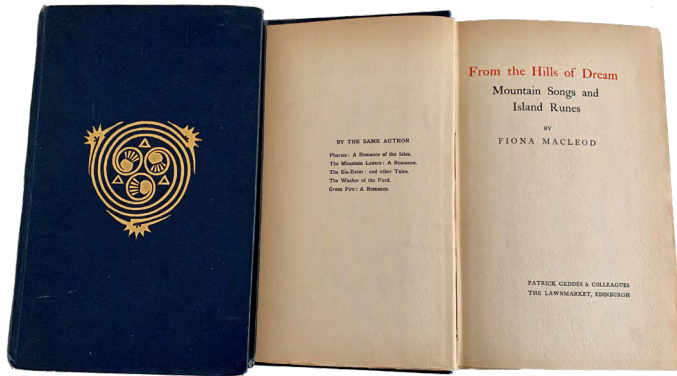 BY THE SAME AUTHOR
Pharais: A Romance of the Isles.
The Mountain Lovers: A Romance.
The Sin-Eater: and other Tales.
The Washer of the Ford.
Green Fire: A Romance.
From the Hills of Dream
Mountain Songs and
Island Runes
BY
FIONA MACLEOD
PATRICK GEDDES & COLLEAGUES
THE LAWNMARKET, EDINBURGH